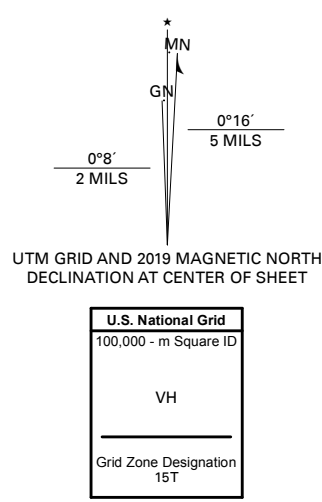 MN
GN
0°16´
5 MILS
0°8´
2 MILS
UTM GRID AND 2019 MAGNETIC NORTH
DECLINATION AT CENTER OF SHEET
U.S. National Grid
100,000 - m Square ID
VH
Grid Zone Designation
15T